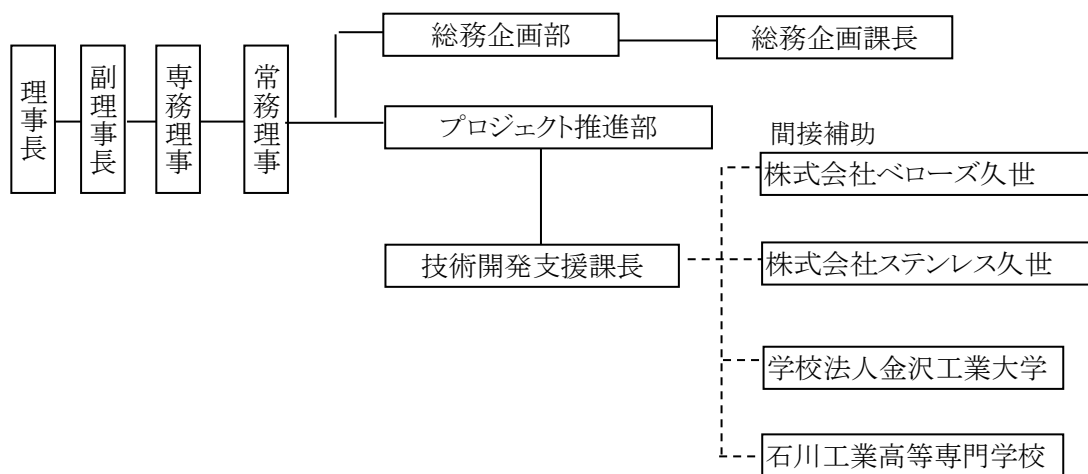 理事長
副理事長
専務理事
常務理事
総務企画部
総務企画課長
プロジェクト推進部
技術開発支援課長
間接補助
株式会社ベローズ久世
株式会社ステンレス久世
学校法人金沢工業大学
石川工業高等専門学校